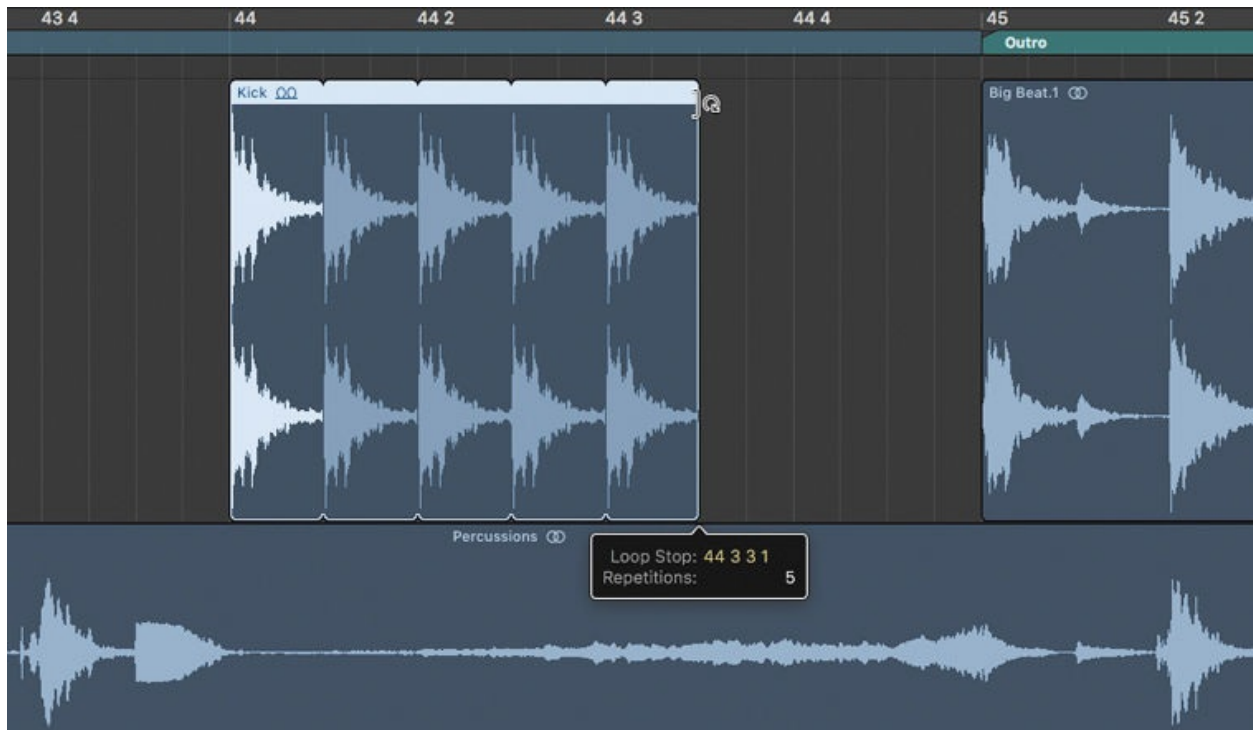 43 4 44 44 2 44 3 44 4 45 45 2
Outro
Kick
Big Beat.1
Percussions
Loop Stop: 44 3 3 1
Repetitions: 5